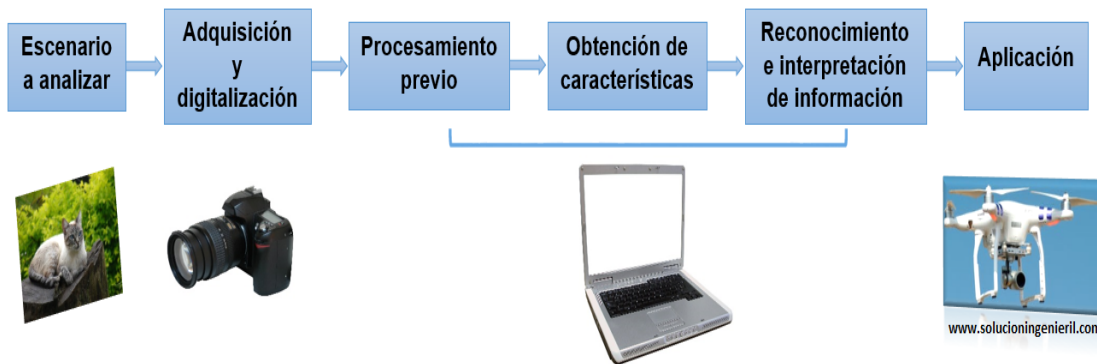 Escenario
a analizar
Adquisición
y
digitalización
Procesamiento
previo
Obtención de
características
Reconocimiento
e interpretación
de información
Aplicación
www.solucioningenieril.com